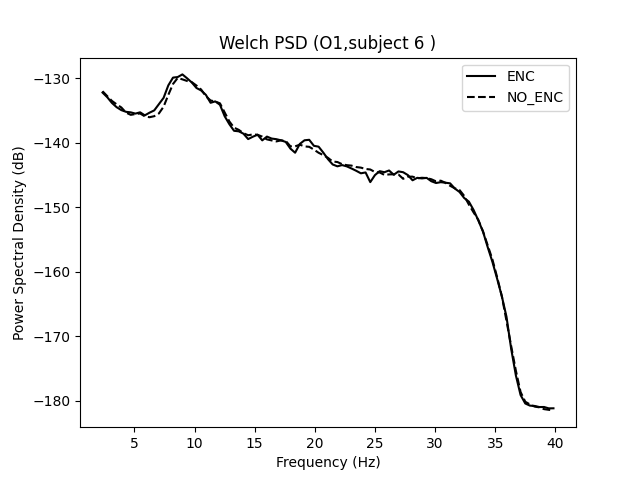 Welch PSD (O1,subject 6 )
ENC
NO_ENC
−130
−140
−150
−160
−170
−180
Power Spectral Density (dB)
5 10 15 20 25 30 35 40
Frequency (Hz)